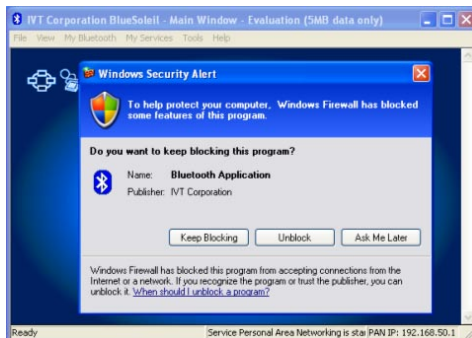 IVT Corporation BlueSoleil - Main Window - Evaluation (5MB data only)
File View My Bluetooth My Services Tools Help
Windows Security Alert
To help protect your computer, Windows Firewall has blocked
some features of this program.
Do you want to keep blocking this program?
Name: Bluetooth Application
Publisher: IVT Corporation
Keep Blocking Unblock Ask Me Later
Windows Firewall has blocked this program from accepting connections from the
Internet or a network. If you recognize the program or trust the publisher, you can
unblock it. When should I unblock a program?
Ready Service Personal Area Networking is sta PAN IP: 192.168.50.1